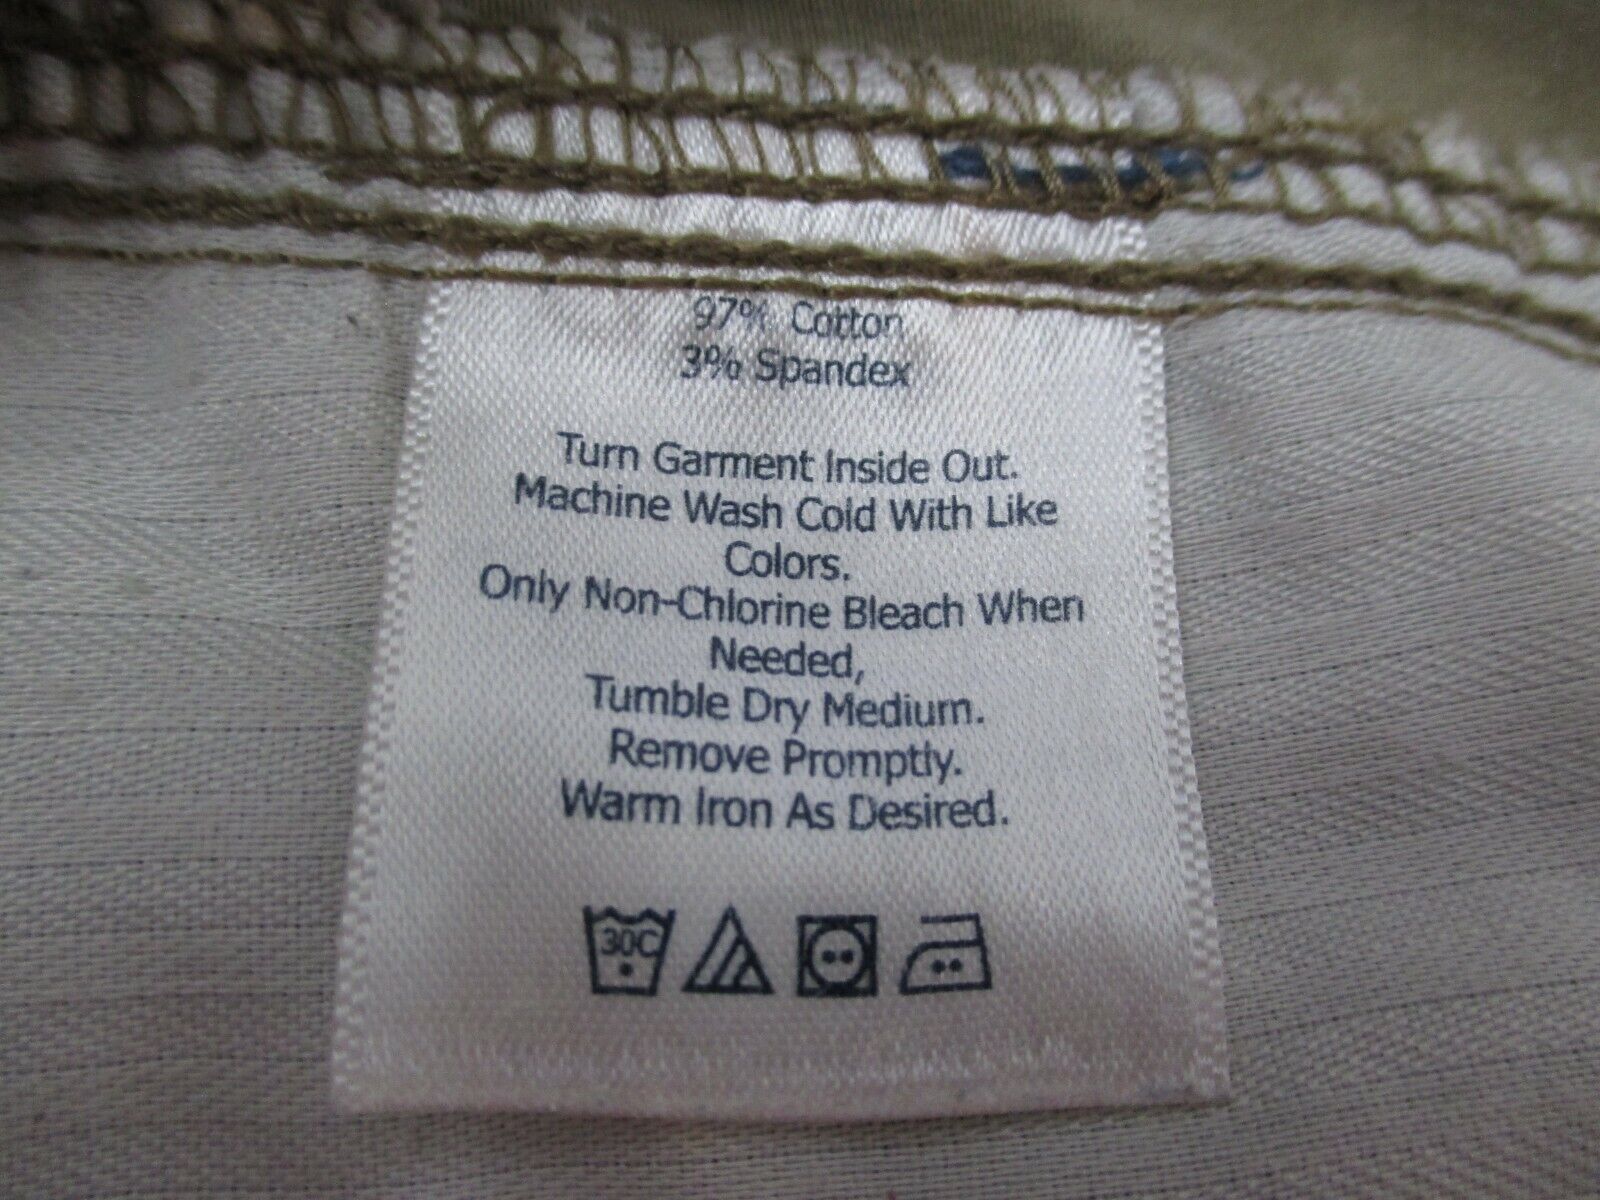 97% Cotton
3% Spandex
Turn Garment Inside Out.
Machine Wash Cold With Like
Colors.
Only Non-Chlorine Bleach When
Needed,
Tumble Dry Medium.
Remove Promptly.
Warm Iron As Desired.
30C